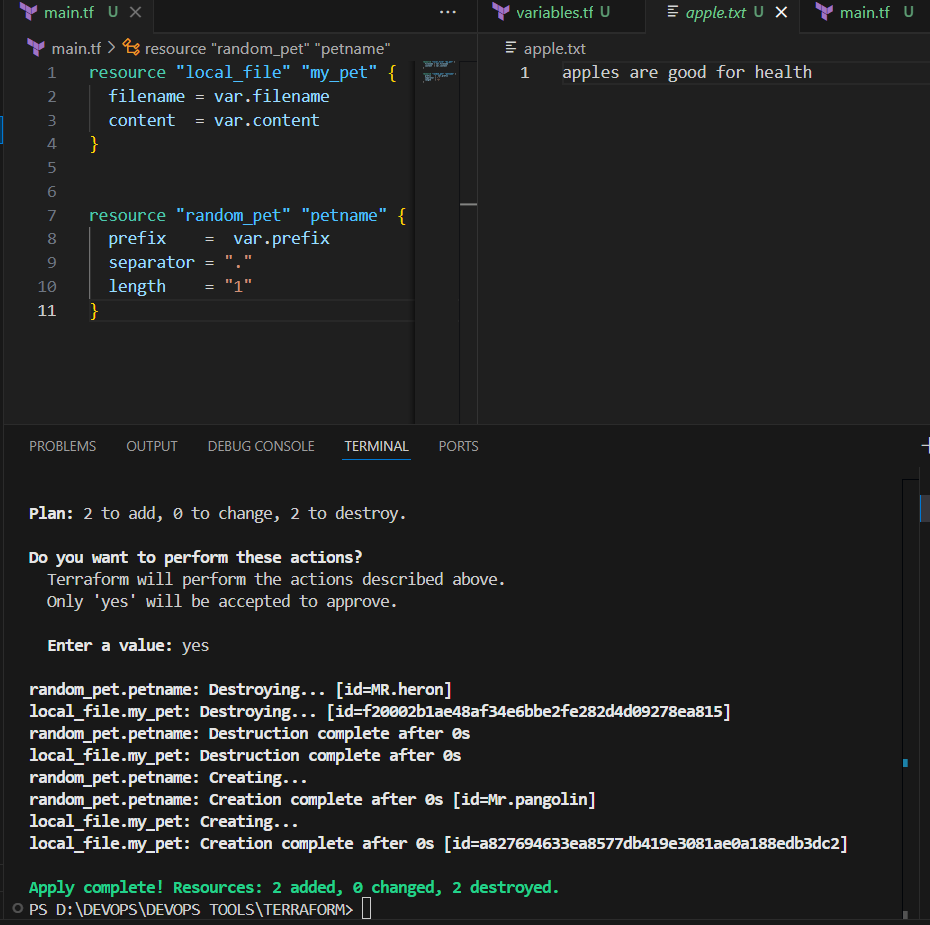 main.tf U
···
variables.tf U
apple.txt U
main.tf U
main.tf > resource "random_pet" "petname"
apple.txt
1 resource "local_file" "my_pet" {
2 filename = var.filename
3 content  = var.content
4 }
5
6
7 resource "random_pet" "petname" {
8 prefix    =  var.prefix
9 separator = "."
10 length    = "1"
11 }
1 apples are good for health
PROBLEMS OUTPUT DEBUG CONSOLE TERMINAL PORTS
Plan: 2 to add, 0 to change, 2 to destroy.
Do you want to perform these actions?
Terraform will perform the actions described above.
Only 'yes' will be accepted to approve.
Enter a value: yes
random_pet.petname: Destroying... [id=MR.heron]
local_file.my_pet: Destroying... [id=f20002b1ae48af34e6bbe2fe282d4d09278ea815]
random_pet.petname: Destruction complete after 0s
local_file.my_pet: Destruction complete after 0s
random_pet.petname: Creating...
random_pet.petname: Creation complete after 0s [id=Mr.pangolin]
local_file.my_pet: Creating...
local_file.my_pet: Creation complete after 0s [id=a827694633ea8577db419e3081ae0a188edb3dc2]
Apply complete! Resources: 2 added, 0 changed, 2 destroyed.
PS D:\DEVOPS\DEVOPS TOOLS\TERRAFORM>